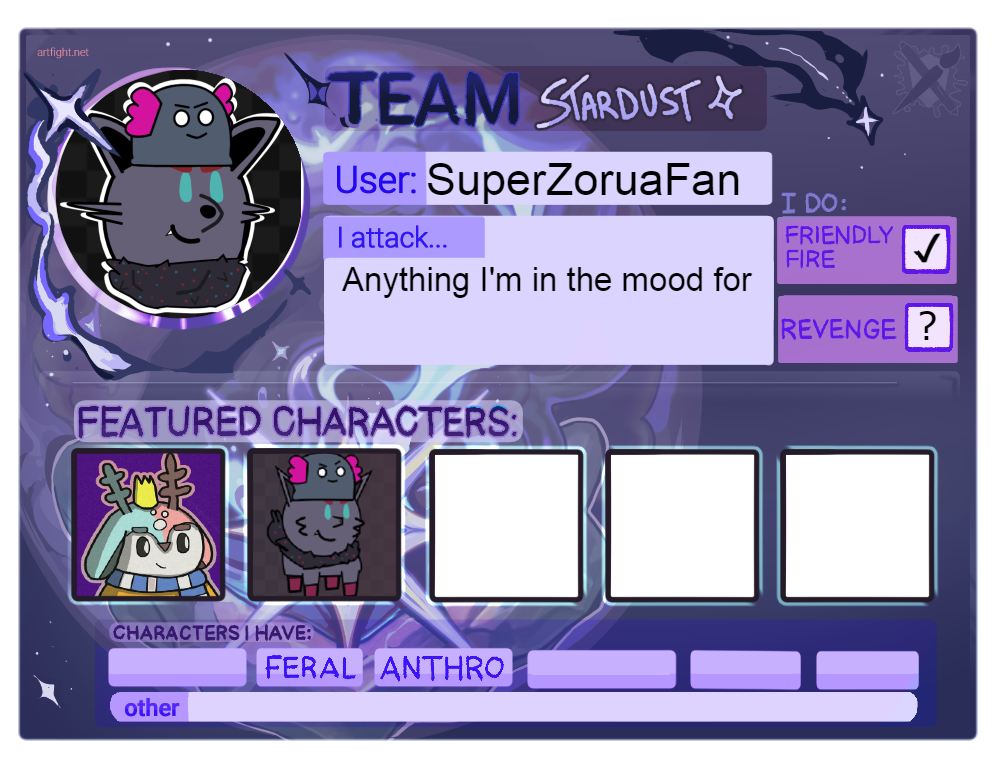 artfight.net
TEAM STARDUST
User: SuperZoruaFan
I DO:
I attack...
FRIENDLY
FIRE ✓
Anything I'm in the mood for
REVENGE ?
FEATURED CHARACTERS:
CHARACTERS I HAVE:
FERAL ANTHRO
other